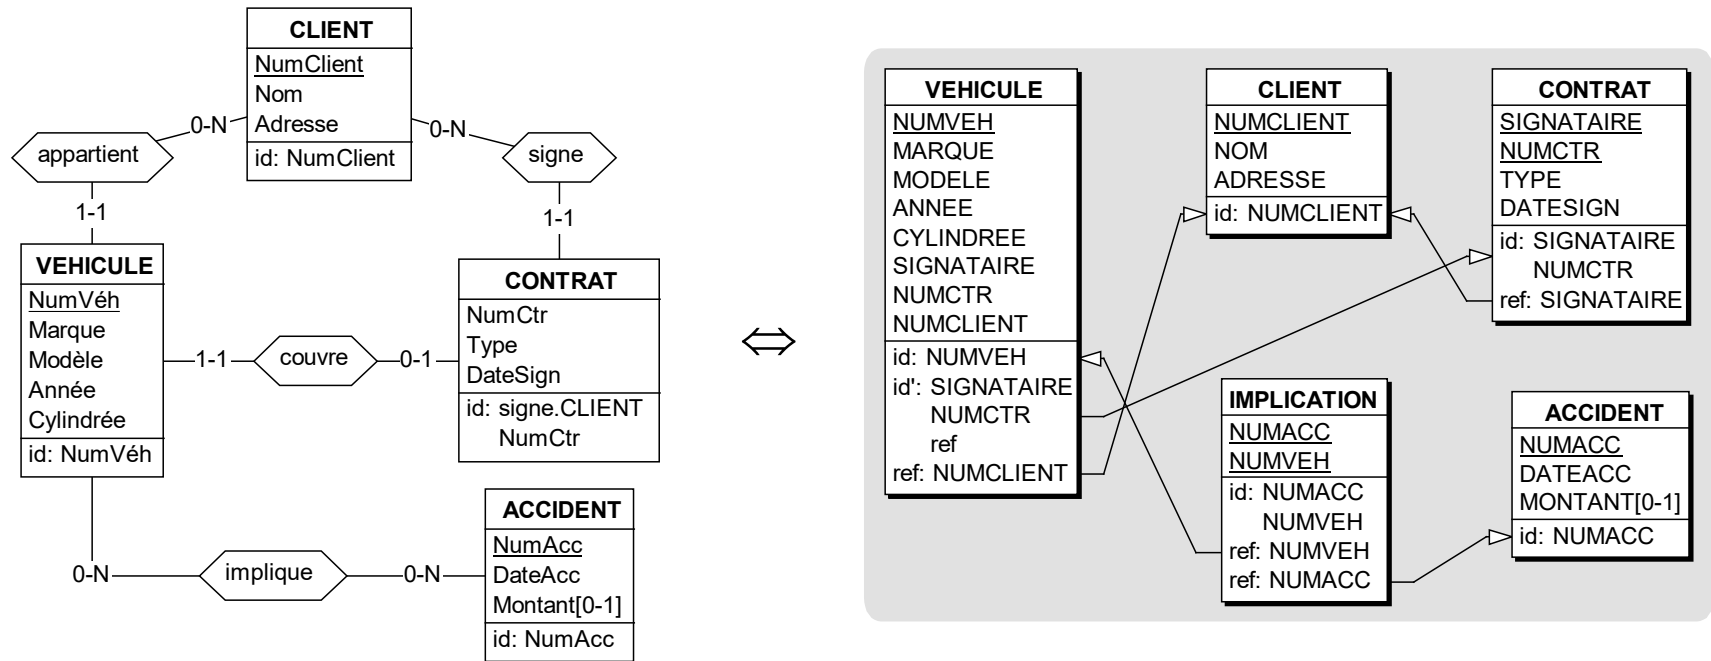 CLIENT
NumClient
Nom
Adresse
id: NumClient
0-N
0-N
appartient
signe
1-1
1-1
VEHICULE
NumVéh
Marque
Modèle
Année
Cylindrée
id: NumVéh
1-1
couvre
0-1
CONTRAT
NumCtr
Type
DateSign
id: signe.CLIENT
NumCtr
0-N
implique
0-N
ACCIDENT
NumAcc
DateAcc
Montant[0-1]
id: NumAcc
⇔
VEHICULE
NUMVEH
MARQUE
MODELE
ANNEE
CYLINDREE
SIGNATAIRE
NUMCTR
NUMCLIENT
id: NUMVEH
id': SIGNATAIRE
NUMCTR
ref
ref: NUMCLIENT
CLIENT
NUMCLIENT
NOM
ADRESSE
id: NUMCLIENT
CONTRAT
SIGNATAIRE
NUMCTR
TYPE
DATESIGN
id: SIGNATAIRE
NUMCTR
ref: SIGNATAIRE
IMPLICATION
NUMACC
NUMVEH
id: NUMACC
NUMVEH
ref: NUMVEH
ref: NUMACC
ACCIDENT
NUMACC
DATEACC
MONTANT[0-1]
id: NUMACC